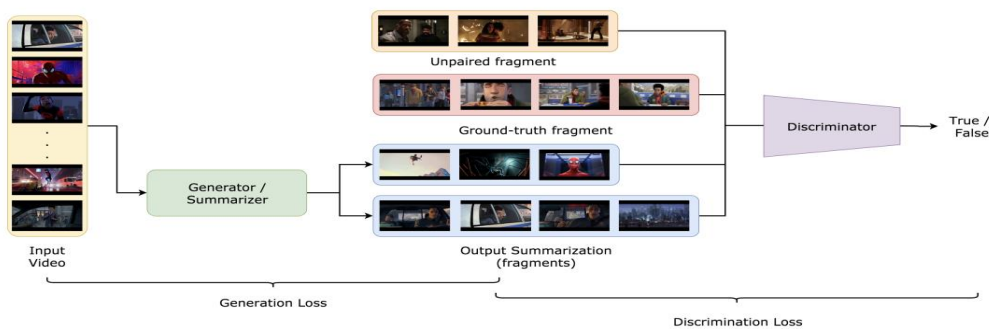 Unpaired fragment
Ground-truth fragment
Generator /
Summarizer
Discriminator
True /
False
Input
Video
Output Summarization
(fragments)
Generation Loss
Discrimination Loss